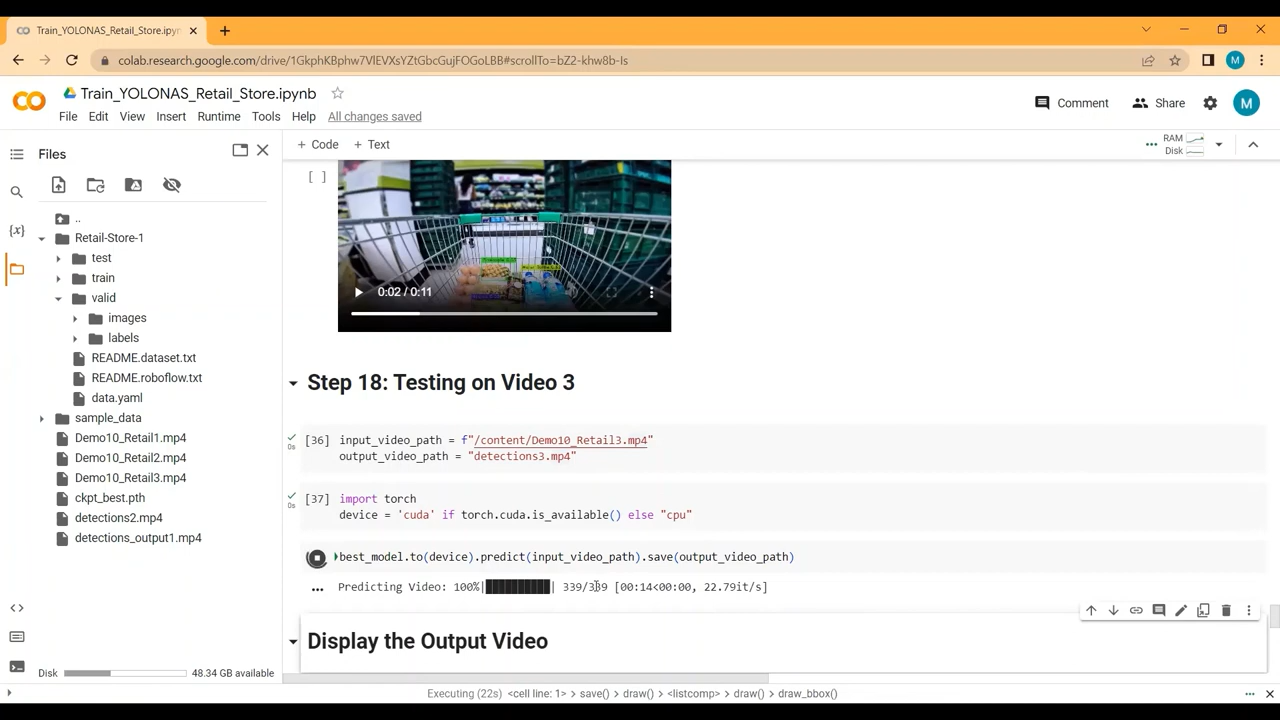 Train_YOLONAS_Retail_Store.ipyn
colab.research.google.com/drive/1GkphKBphw7VlEVXsYZtGbcGujFOGoLBB#scrollTo=bZ2-khw8b-Is
M
Train_YOLONAS_Retail_Store.ipynb
File Edit View Insert Runtime Tools Help All changes saved
Comment Share M
Files
+ Code + Text
RAM
Disk
..
Retail-Store-1
test
train
valid
images
labels
README.dataset.txt
README.roboflow.txt
data.yaml
sample_data
Demo10_Retail1.mp4
Demo10_Retail2.mp4
Demo10_Retail3.mp4
ckpt_best.pth
detections2.mp4
detections_output1.mp4
Disk 48.34 GB available
[ ]
0:02 / 0:11
Step 18: Testing on Video 3
[36] input_video_path = f"/content/Demo10_Retail3.mp4"
0s output_video_path = "detections3.mp4"
[37] import torch
0s device = 'cuda' if torch.cuda.is_available() else "cpu"
best_model.to(device).predict(input_video_path).save(output_video_path)
Predicting Video: 100%|██████████| 339/339 [00:14<00:00, 22.79it/s]
Display the Output Video
Executing (22s) <cell line: 1> > save() > draw() > <listcomp> > draw() > draw_bbox()